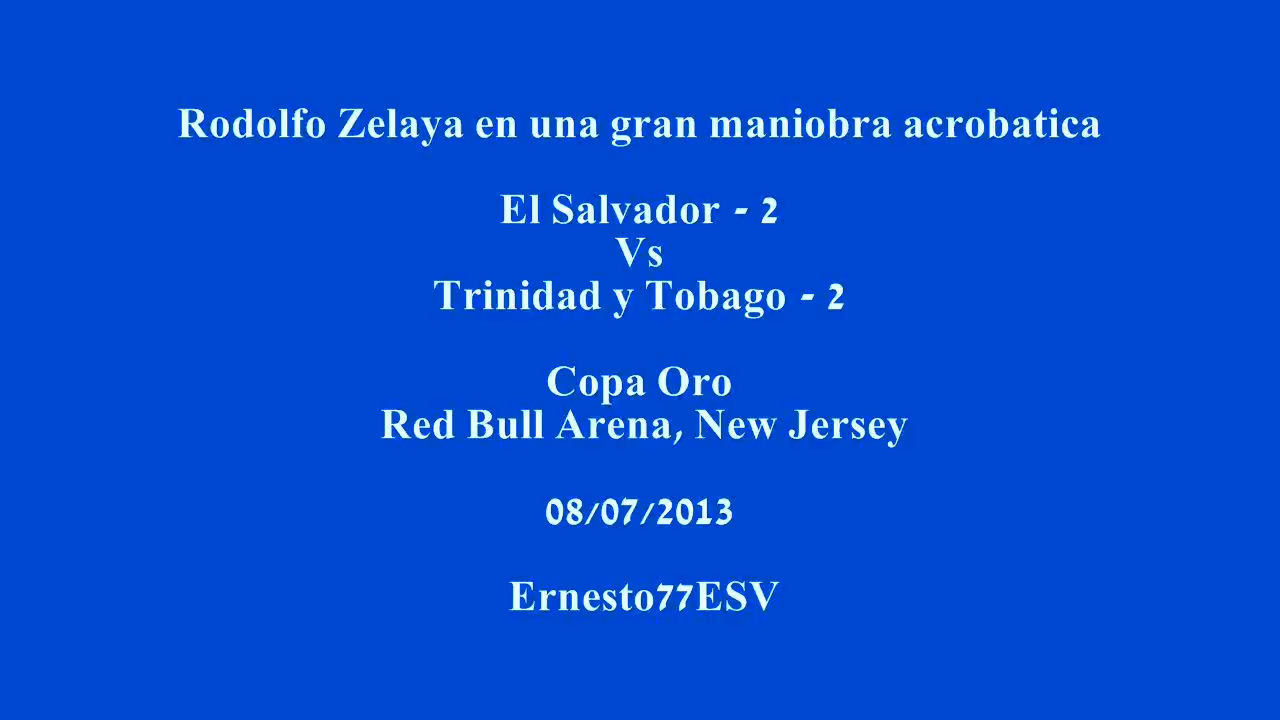 Rodolfo Zelaya en una gran maniobra acrobatica
El Salvador - 2
Vs
Trinidad y Tobago - 2
Copa Oro
Red Bull Arena, New Jersey
08/07/2013
Ernesto77ESV